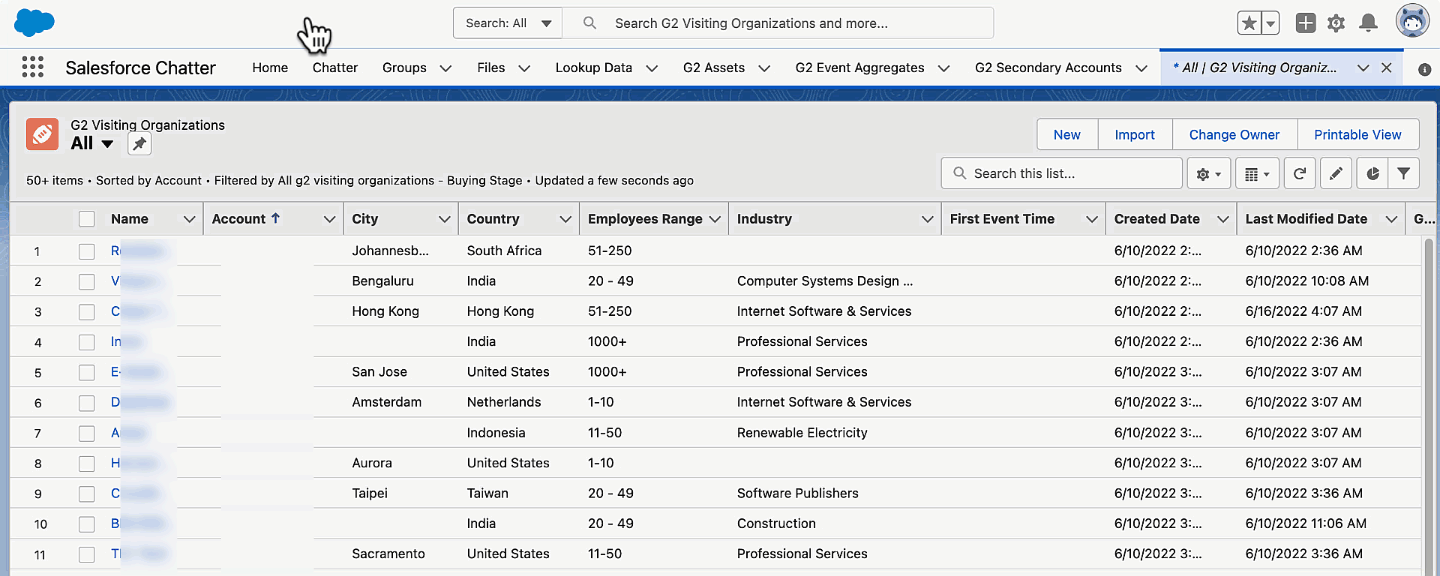 Search: All Search G2 Visiting Organizations and more...
Salesforce Chatter Home Chatter Groups Files Lookup Data G2 Assets G2 Event Aggregates G2 Secondary Accounts * All | G2 Visiting Organiz...
G2 Visiting Organizations
All
New Import Change Owner Printable View
50+ items • Sorted by Account • Filtered by All g2 visiting organizations - Buying Stage • Updated a few seconds ago
Search this list...
Name Account City Country Employees Range Industry First Event Time Created Date Last Modified Date G...
1 Johannesb... South Africa 51-250 6/10/2022 2:... 6/10/2022 2:36 AM
2 Bengaluru India 20 - 49 Computer Systems Design ... 6/10/2022 2:... 6/10/2022 10:08 AM
3 Hong Kong Hong Kong 51-250 Internet Software & Services 6/10/2022 2:... 6/16/2022 4:07 AM
4 India 1000+ Professional Services 6/10/2022 2:... 6/10/2022 2:36 AM
5 San Jose United States 1000+ Professional Services 6/10/2022 3:... 6/10/2022 3:07 AM
6 Amsterdam Netherlands 1-10 Internet Software & Services 6/10/2022 3:... 6/10/2022 3:07 AM
7 Indonesia 11-50 Renewable Electricity 6/10/2022 3:... 6/10/2022 3:07 AM
8 Aurora United States 1-10 6/10/2022 3:... 6/10/2022 3:07 AM
9 Taipei Taiwan 20 - 49 Software Publishers 6/10/2022 3:... 6/10/2022 3:36 AM
10 India 20 - 49 Construction 6/10/2022 3:... 6/10/2022 11:06 AM
11 Sacramento United States 11-50 Professional Services 6/10/2022 3:... 6/10/2022 3:36 AM